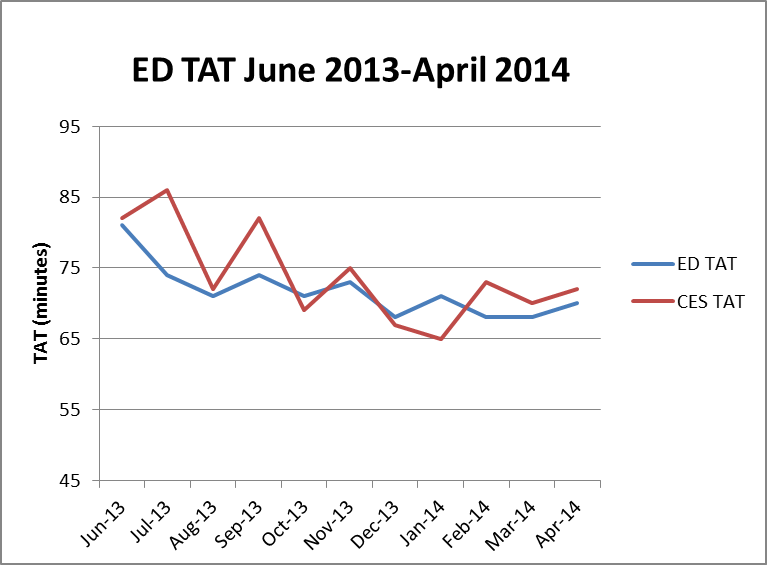 ED TAT June 2013-April 2014
95
85
75
65
55
45
TAT (minutes)
Jun-13
Jul-13
Aug-13
Sep-13
Oct-13
Nov-13
Dec-13
Jan-14
Feb-14
Mar-14
Apr-14
ED TAT
CES TAT